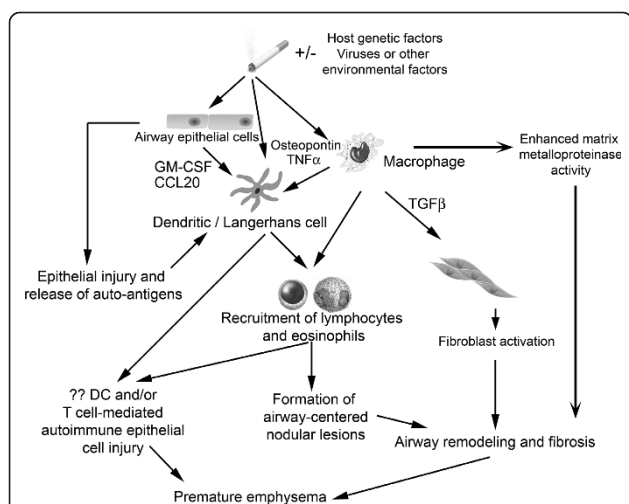 +/-
Host genetic factors
Viruses or other
environmental factors
Airway epithelial cells
Osteopontin
TNFα
Macrophage
Enhanced matrix
metalloproteinase
activity
GM-CSF
CCL20
TGFβ
Dendritic / Langerhans cell
Epithelial injury and
release of auto-antigens
Recruitment of lymphocytes
and eosinophils
Fibroblast activation
?? DC and/or
T cell-mediated
autoimmune epithelial
cell injury
Formation of
airway-centered
nodular lesions
Airway remodeling and fibrosis
Premature emphysema